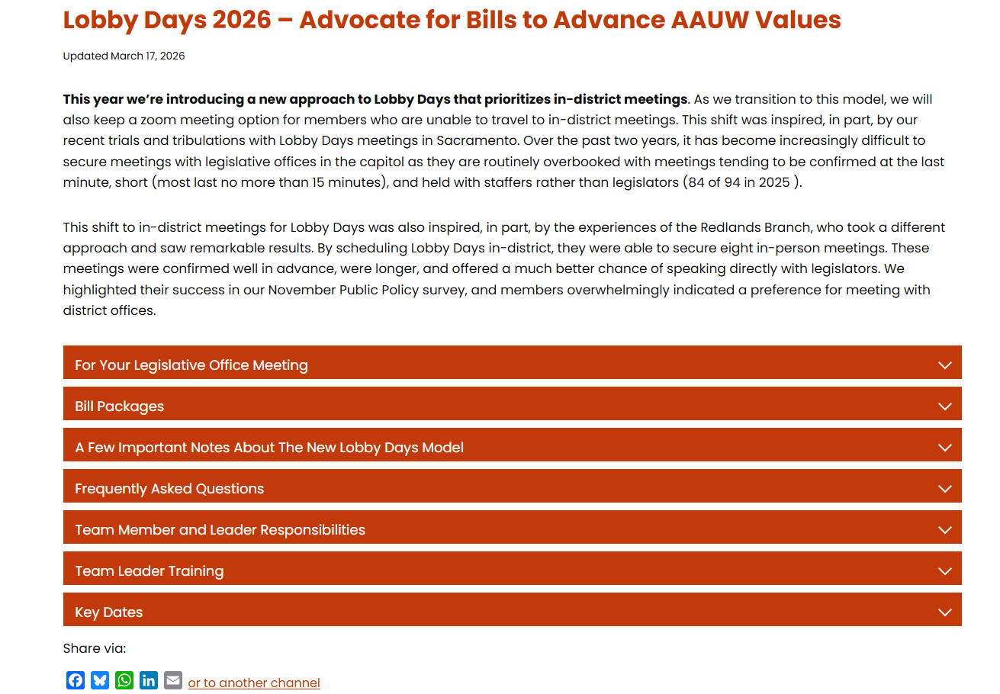 Lobby Days 2026 – Advocate for Bills to Advance AAUW Values
Updated March 17, 2026
This year we’re introducing a new approach to Lobby Days that prioritizes in-district meetings. As we transition to this model, we will
also keep a zoom meeting option for members who are unable to travel to in-district meetings. This shift was inspired, in part, by our
recent trials and tribulations with Lobby Days meetings in Sacramento. Over the past two years, it has become increasingly difficult to
secure meetings with legislative offices in the capitol as they are routinely overbooked with meetings tending to be confirmed at the last
minute, short (most last no more than 15 minutes), and held with staffers rather than legislators (84 of 94 in 2025 ).
This shift to in-district meetings for Lobby Days was also inspired, in part, by the experiences of the Redlands Branch, who took a different
approach and saw remarkable results. By scheduling Lobby Days in-district, they were able to secure eight in-person meetings. These
meetings were confirmed well in advance, were longer, and offered a much better chance of speaking directly with legislators. We
highlighted their success in our November Public Policy survey, and members overwhelmingly indicated a preference for meeting with
district offices.
For Your Legislative Office Meeting
Bill Packages
A Few Important Notes About The New Lobby Days Model
Frequently Asked Questions
Team Member and Leader Responsibilities
Team Leader Training
Key Dates
Share via:
or to another channel